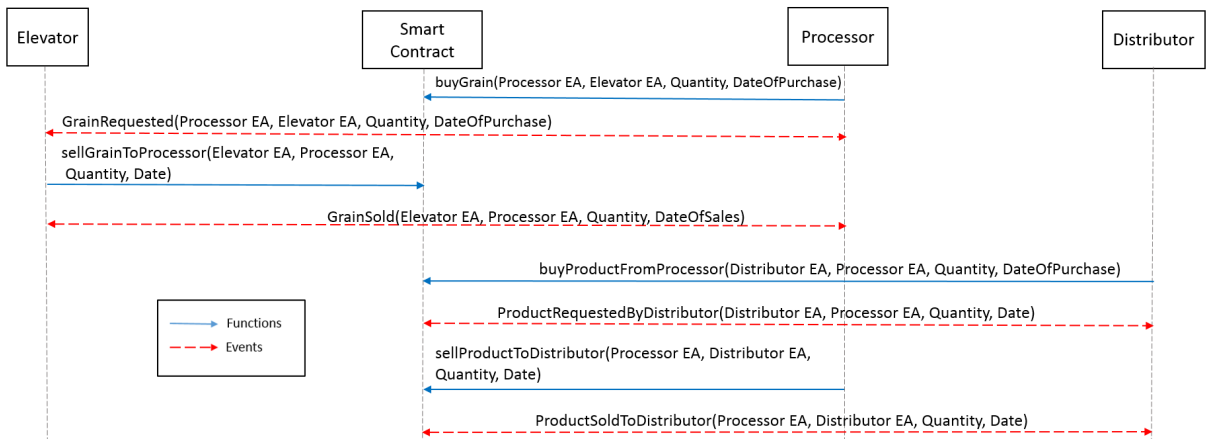 Elevator
Smart
Contract
Processor
Distributor
buyGrain(Processor EA, Elevator EA, Quantity, DateOfPurchase)
GrainRequested(Processor EA, Elevator EA, Quantity, DateOfPurchase)
sellGrainToProcessor(Elevator EA, Processor EA,
Quantity, Date)
GrainSold(Elevator EA, Processor EA, Quantity, DateOfSales)
buyProductFromProcessor(Distributor EA, Processor EA, Quantity, DateOfPurchase)
ProductRequestedByDistributor(Distributor EA, Processor EA, Quantity, Date)
Functions
Events
sellProductToDistributor(Processor EA, Distributor EA,
Quantity, Date)
ProductSoldToDistributor(Processor EA, Distributor EA, Quantity, Date)